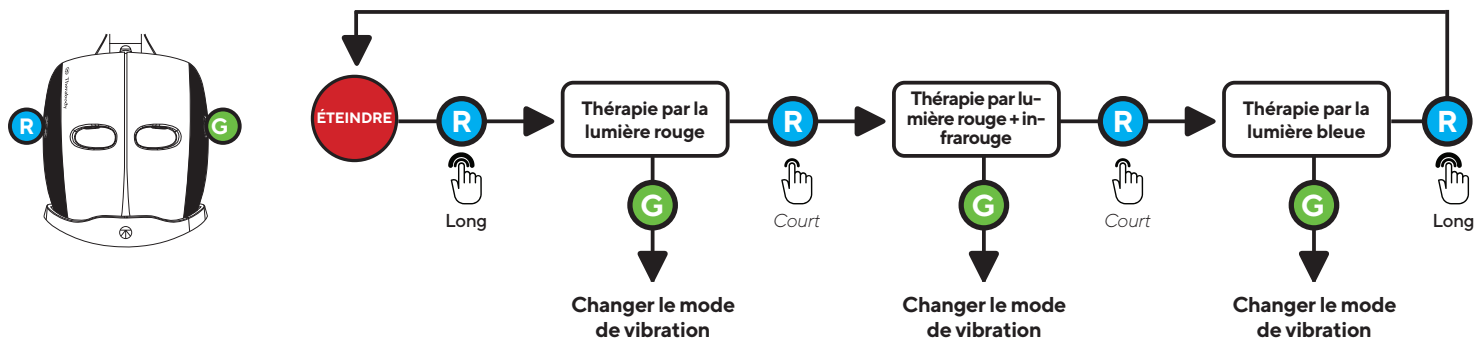 Therabody
R
G
ÉTEINDRE
R
Long
Thérapie par la
lumière rouge
G
Changer le mode
de vibration
R
Court
Thérapie par lu-
mière rouge + in-
frarouge
G
Changer le mode
de vibration
R
Court
Thérapie par la
lumière bleue
G
Changer le mode
de vibration
R
Long